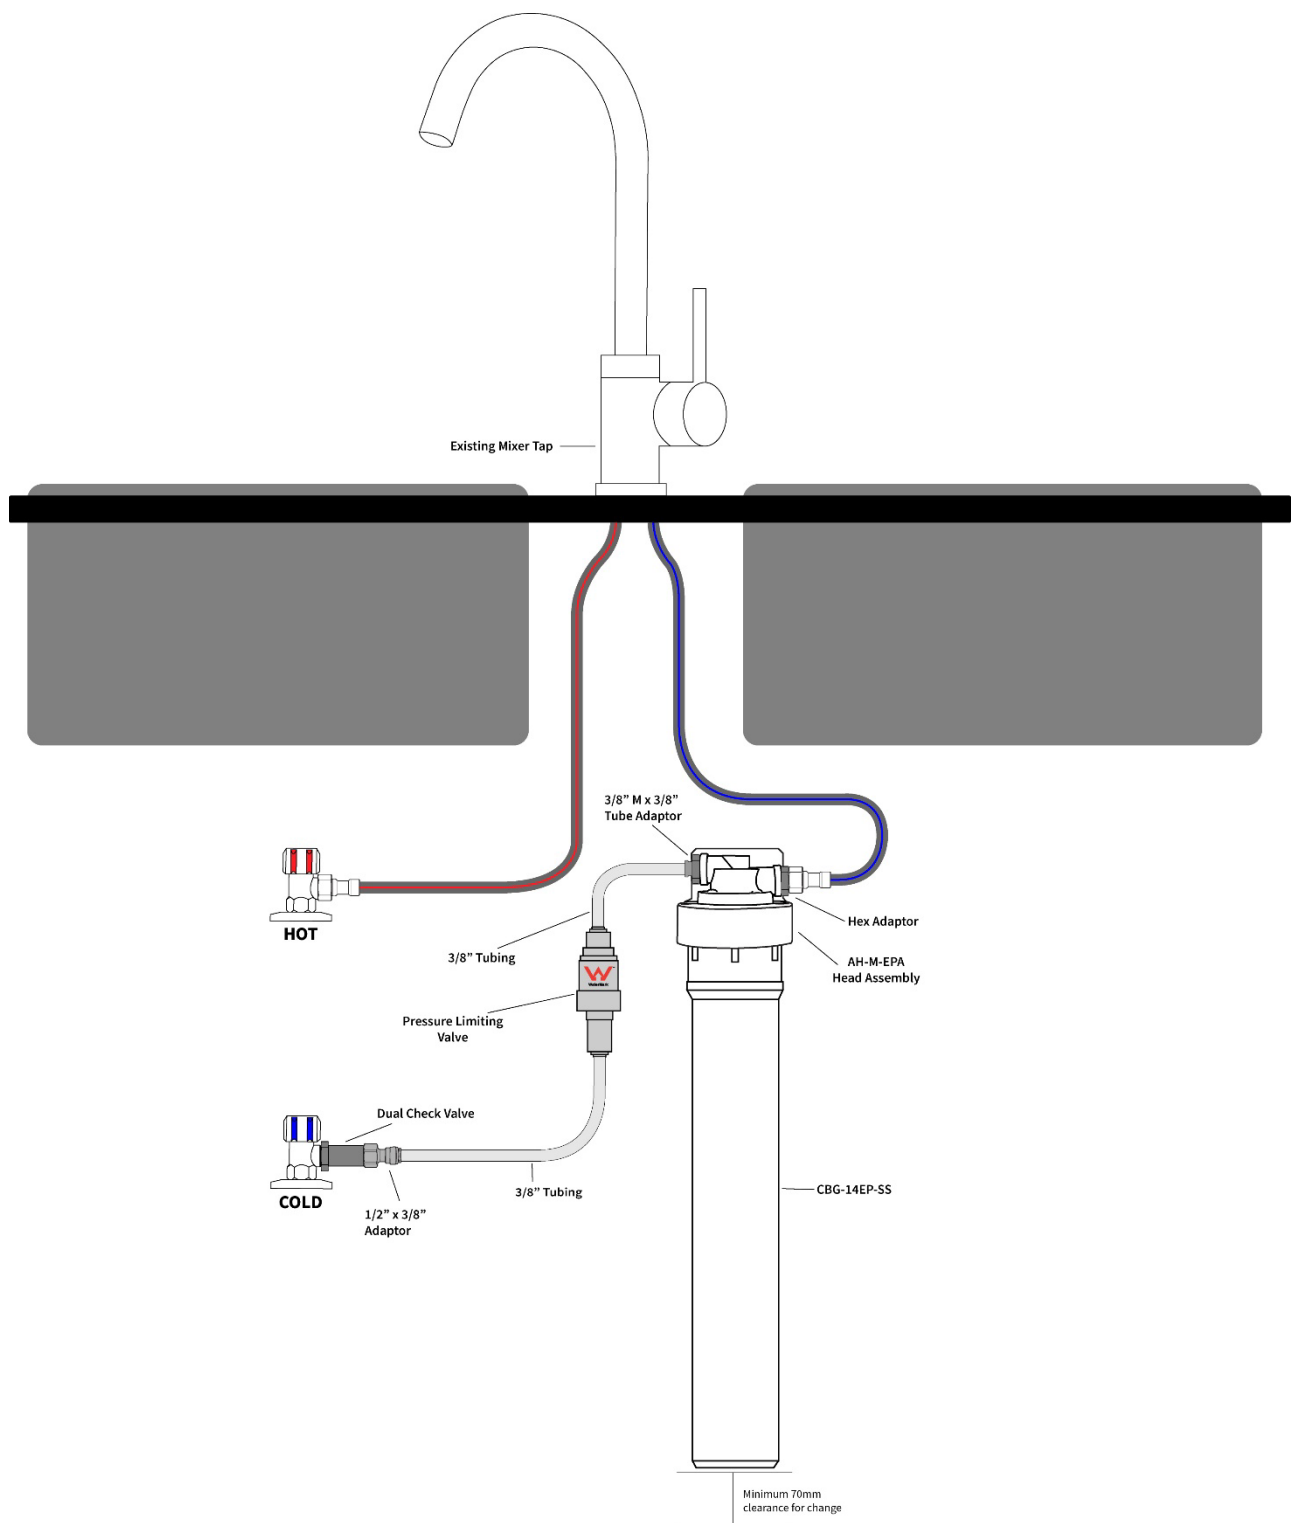 Existing Mixer Tap
3/8” M x 3/8”
Tube Adaptor
HOT
Hex Adaptor
3/8” Tubing
AH-M-EPA
Head Assembly
Pressure Limiting
Valve
Dual Check Valve
COLD
3/8” Tubing
CBG-14EP-SS
1/2” x 3/8”
Adaptor
Minimum 70mm
clearance for change